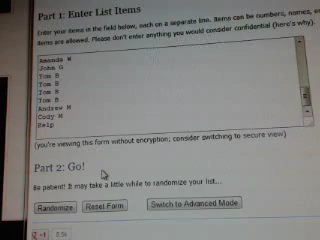 Part 1: Enter List Items
Enter your items in the field below, each on a separate line. Items can be numbers, names, em
items are allowed. Please don't enter anything you would consider confidential (here's why).
Amanda W
John G
Tom B
Tom B
Tom B
Tom B
Andrew M
Cody M
Kelp
(you're viewing this form without encryption; consider switching to secure view)
Part 2: Go!
Be patient! It may take a little while to randomize your list...
Randomize Reset Form Switch to Advanced Mode
+1